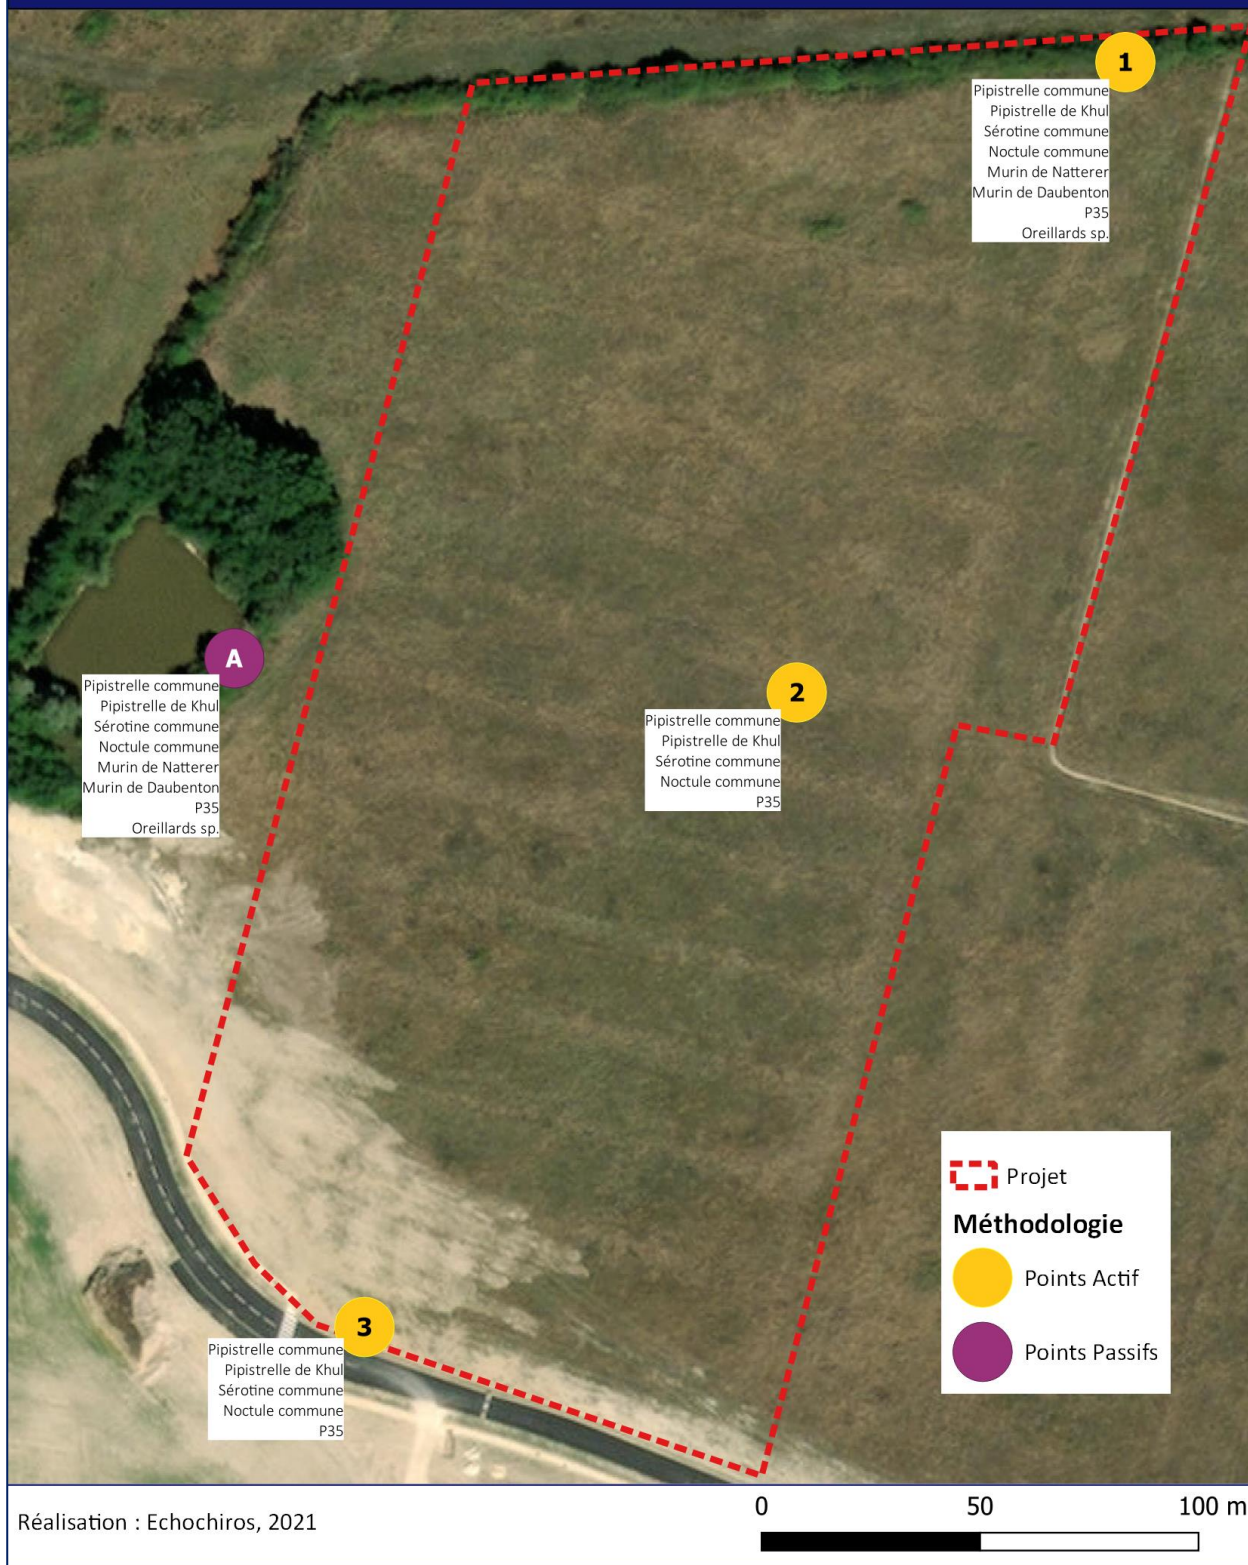 1
Pipistrelle commune
Pipistrelle de Khul
Sérotine commune
Noctule commune
Murin de Natterer
Murin de Daubenton
P35
Oreillards sp.
A
Pipistrelle commune
Pipistrelle de Khul
Sérotine commune
Noctule commune
Murin de Natterer
Murin de Daubenton
P35
Oreillards sp.
2
Pipistrelle commune
Pipistrelle de Khul
Sérotine commune
Noctule commune
P35
3
Pipistrelle commune
Pipistrelle de Khul
Sérotine commune
Noctule commune
P35
Projet
Méthodologie
Points Actif
Points Passifs
Réalisation : Echochiros, 2021
0 50 100 m